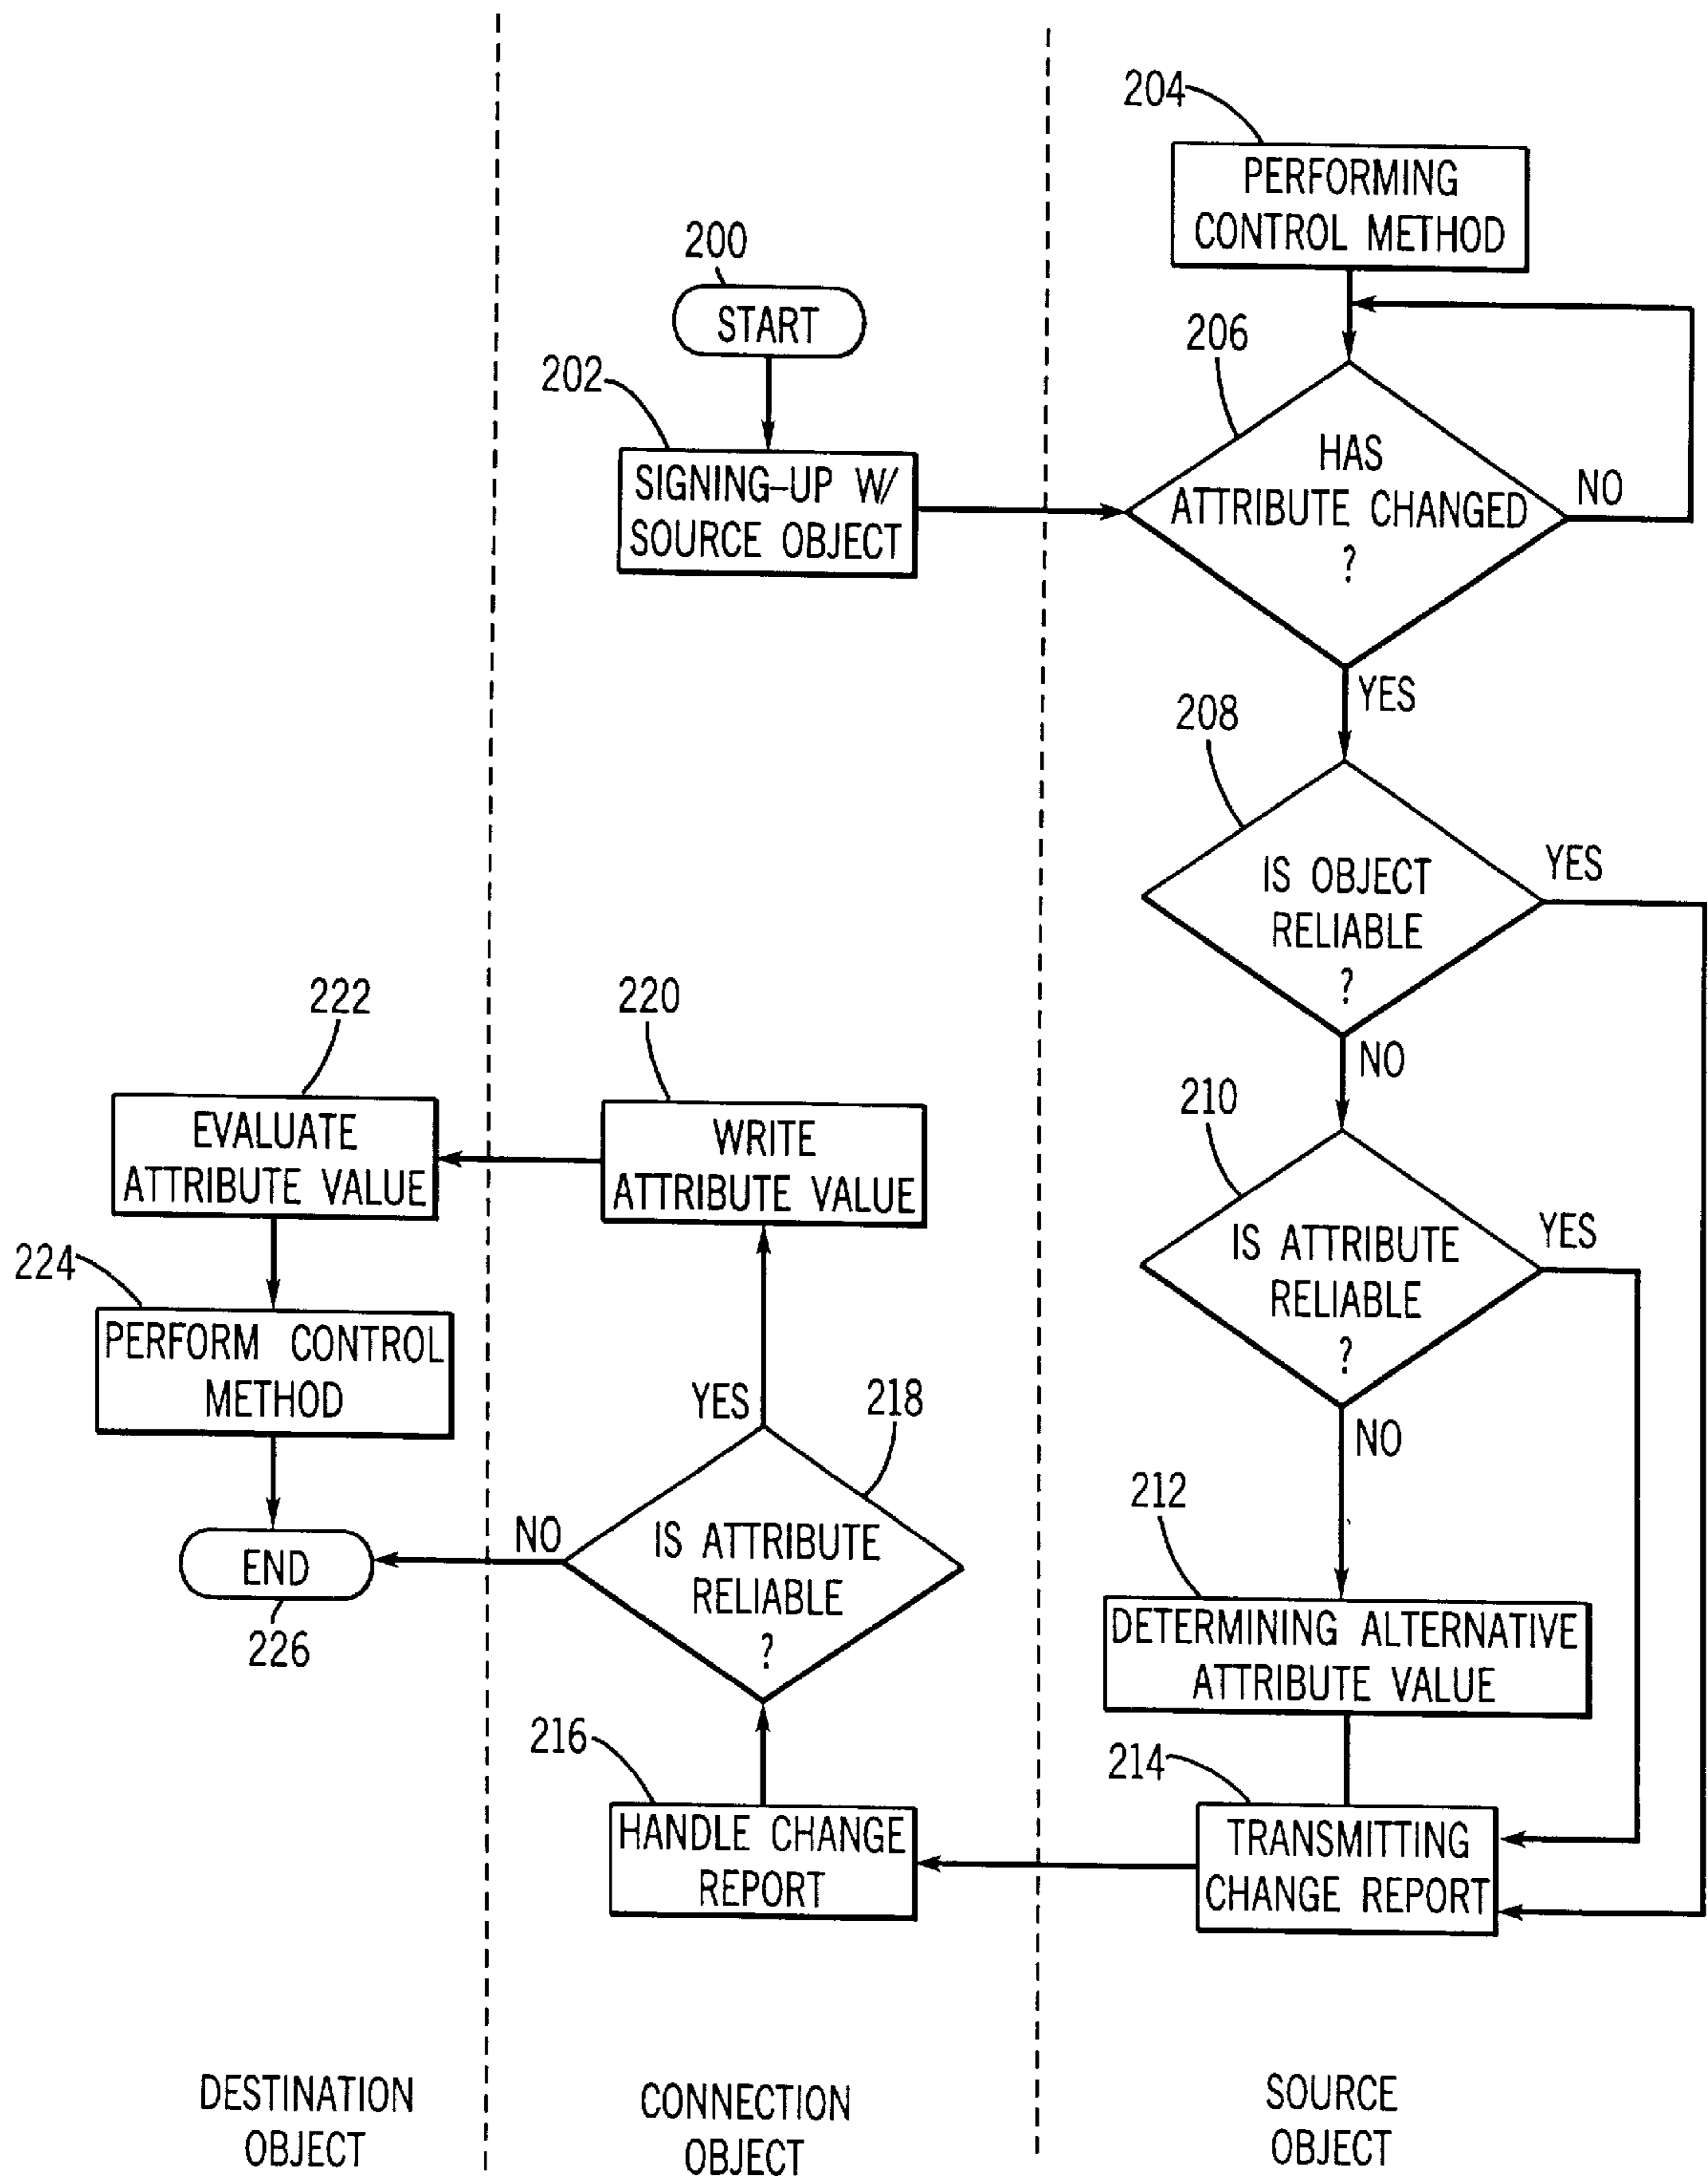 204
PERFORMING
CONTROL METHOD
200
START
202
SIGNING-UP W/
SOURCE OBJECT
206
HAS
ATTRIBUTE CHANGED
?
NO
YES
208
IS OBJECT
RELIABLE
?
YES
NO
210
IS ATTRIBUTE
RELIABLE
?
YES
NO
212
DETERMINING ALTERNATIVE
ATTRIBUTE VALUE
214
TRANSMITTING
CHANGE REPORT
216
HANDLE CHANGE
REPORT
218
IS ATTRIBUTE
RELIABLE
?
YES
NO
220
WRITE
ATTRIBUTE VALUE
222
EVALUATE
ATTRIBUTE VALUE
224
PERFORM CONTROL
METHOD
END
226
DESTINATION
OBJECT
CONNECTION
OBJECT
SOURCE
OBJECT